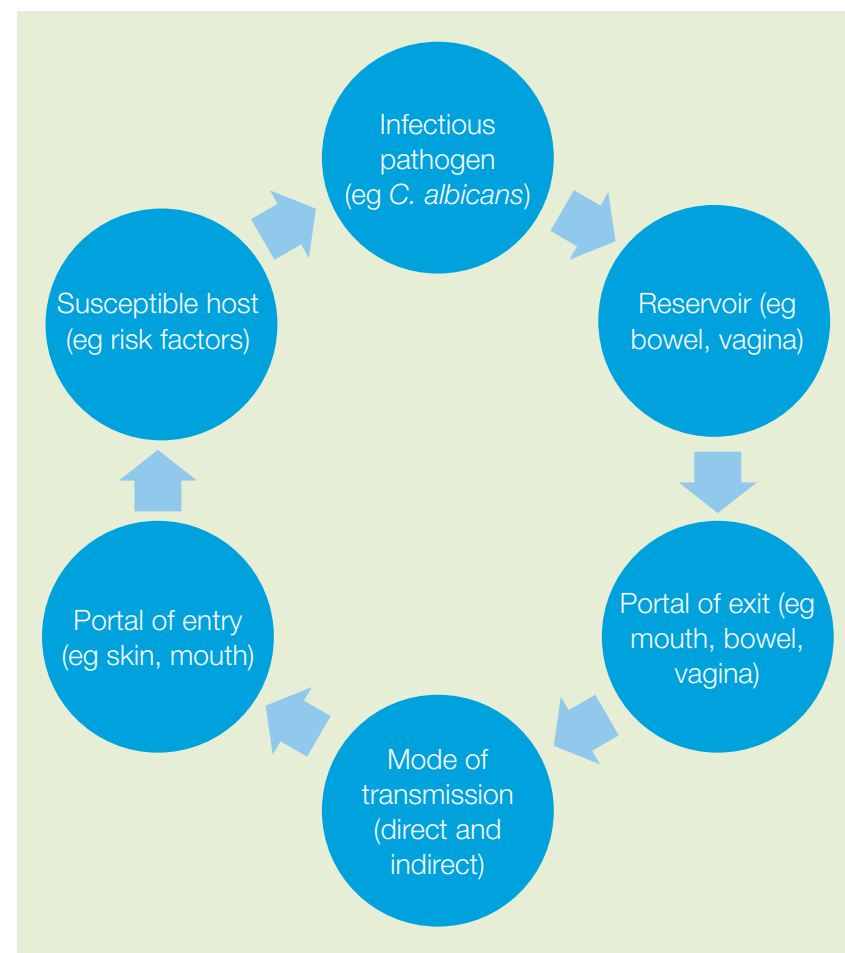 Infectious
pathogen
(eg C. albicans)
Reservoir (eg
bowel, vagina)
Portal of exit (eg
mouth, bowel,
vagina)
Mode of
transmission
(direct and
indirect)
Portal of entry
(eg skin, mouth)
Susceptible host
(eg risk factors)